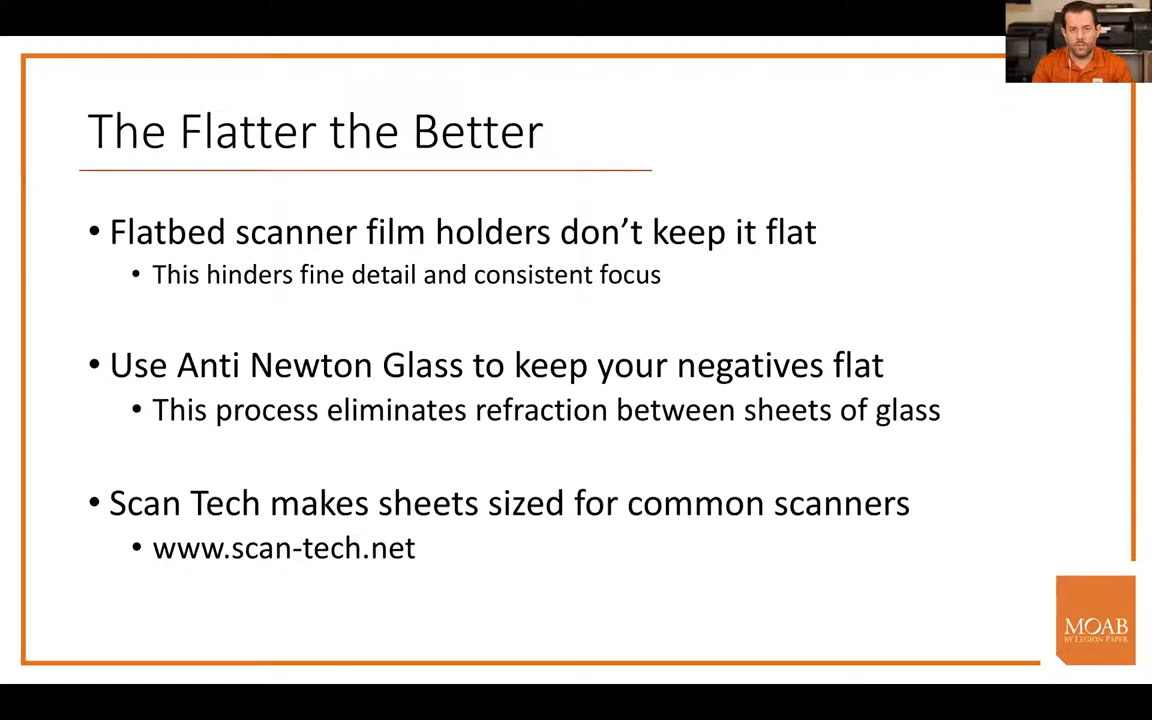 The Flatter the Better
• Flatbed scanner film holders don’t keep it flat
• This hinders fine detail and consistent focus
• Use Anti Newton Glass to keep your negatives flat
• This process eliminates refraction between sheets of glass
• Scan Tech makes sheets sized for common scanners
• www.scan-tech.net
MOAB
BY LEGION PAPER